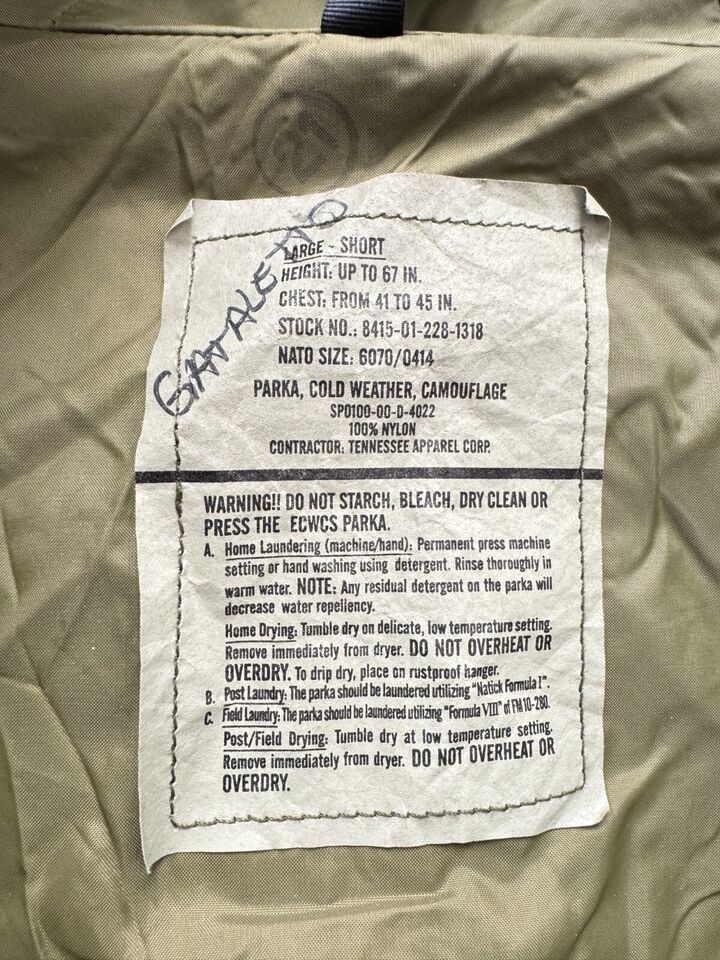 29
LARGE - SHORT
HEIGHT: UP TO 67 IN.
CHEST: FROM 41 TO 45 IN.
STOCK NO.: 8415-01-228-1318
NATO SIZE: 6070/0414
PARKA, COLD WEATHER, CAMOUFLAGE
SPO100-00-D-4022
100% NYLON
CONTRACTOR: TENNESSEE APPAREL CORP.
WARNING!! DO NOT STARCH, BLEACH, DRY CLEAN OR
PRESS THE ECWCS PARKA.
A. Home Laundering (machine/hand): Permanent press machine
setting or hand washing using detergent. Rinse thoroughly in
warm water. NOTE: Any residual detergent on the parka will
decrease water repellency.
Home Drying: Tumble dry on delicate, low temperature setting.
Remove immediately from dryer. DO NOT OVERHEAT OR
OVERDRY. To drip dry, place on rustproof hanger.
B. Post Laundry: The parka should be laundered utilizing "Natick Formula I".
C. Field Laundry: The parka should be laundered utilizing "Formula VIII" of FM 10-280.
Post/Field Drying: Tumble dry at low temperature setting.
Remove immediately from dryer. DO NOT OVERHEAT OR
OVERDRY.